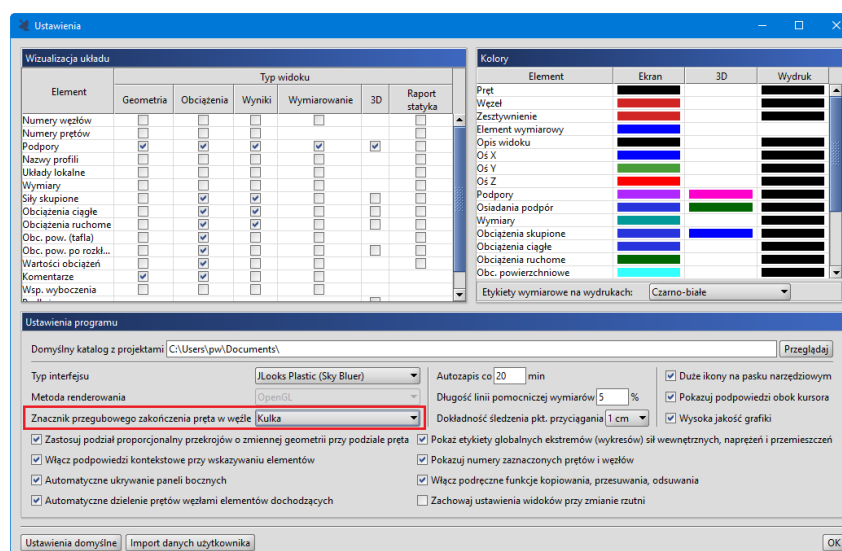 Ustawienia
Wizualizacja układu
Element
Typ widoku
Geometria Obciążenia Wyniki Wymiarowanie 3D Raport statyka
Numery węzłów
Numery prętów
Podpory
Nazwy profili
Układy lokalne
Wymiary
Siły skupione
Obciążenia ciągłe
Obciążenia ruchome
Obc. pow. (tafla)
Obc. pow. po rozkł...
Wartości obciążeń
Komentarze
Wsp. wyboczenia
Kolory
Element Ekran 3D Wydruk
Pręt
Węzeł
Zesztywnienie
Element wymiarowy
Opis widoku
Oś X
Oś Y
Oś Z
Podpory
Osiadania podpór
Wymiary
Obciążenia skupione
Obciążenia ciągłe
Obciążenia ruchome
Obc. powierzchniowe
Etykiety wymiarowe na wydrukach: Czarno-białe
Ustawienia programu
Domyślny katalog z projektami C:\Users\pw\Documents\ Przeglądaj
Typ interfejsu JLooks Plastic (Sky Bluer)
Metoda renderowania OpenGL
Znacznik przegubowego zakończenia pręta w węźle Kulka
Autozapis co 20 min
Długość linii pomocniczej wymiarów 5 %
Dokładność śledzenia pkt. przyciągania 1 cm
Duże ikony na pasku narzędziowym
Pokazuj podpowiedzi obok kursora
Wysoka jakość grafiki
Zastosuj podział proporcjonalny przekrojów o zmiennej geometrii przy podziale pręta
Włącz podpowiedzi kontekstowe przy wskazywaniu elementów
Automatyczne ukrywanie paneli bocznych
Automatyczne dzielenie prętów węzłami elementów dochodzących
Pokaż etykiety globalnych ekstremów (wykresów) sił wewnętrznych, naprężeń i przemieszczeń
Pokazuj numery zaznaczonych prętów i węzłów
Włącz podręczne funkcje kopiowania, przesuwania, odsuwania
Zachowaj ustawienia widoków przy zmianie rzutni
Ustawienia domyślne Import danych użytkownika OK